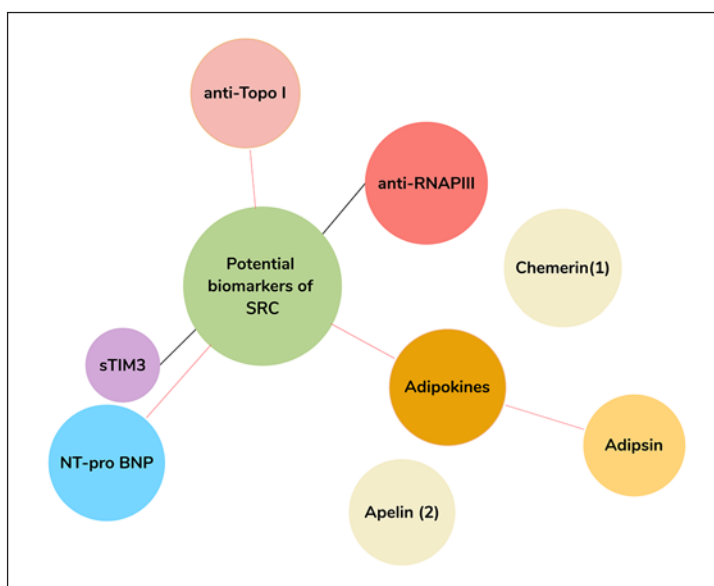 anti-Topo I
anti-RNAPIII
Chemerin(1)
Potential
biomarkers of
SRC
sTIM3
Adipokines
Adipsin
NT-pro BNP
Apelin (2)